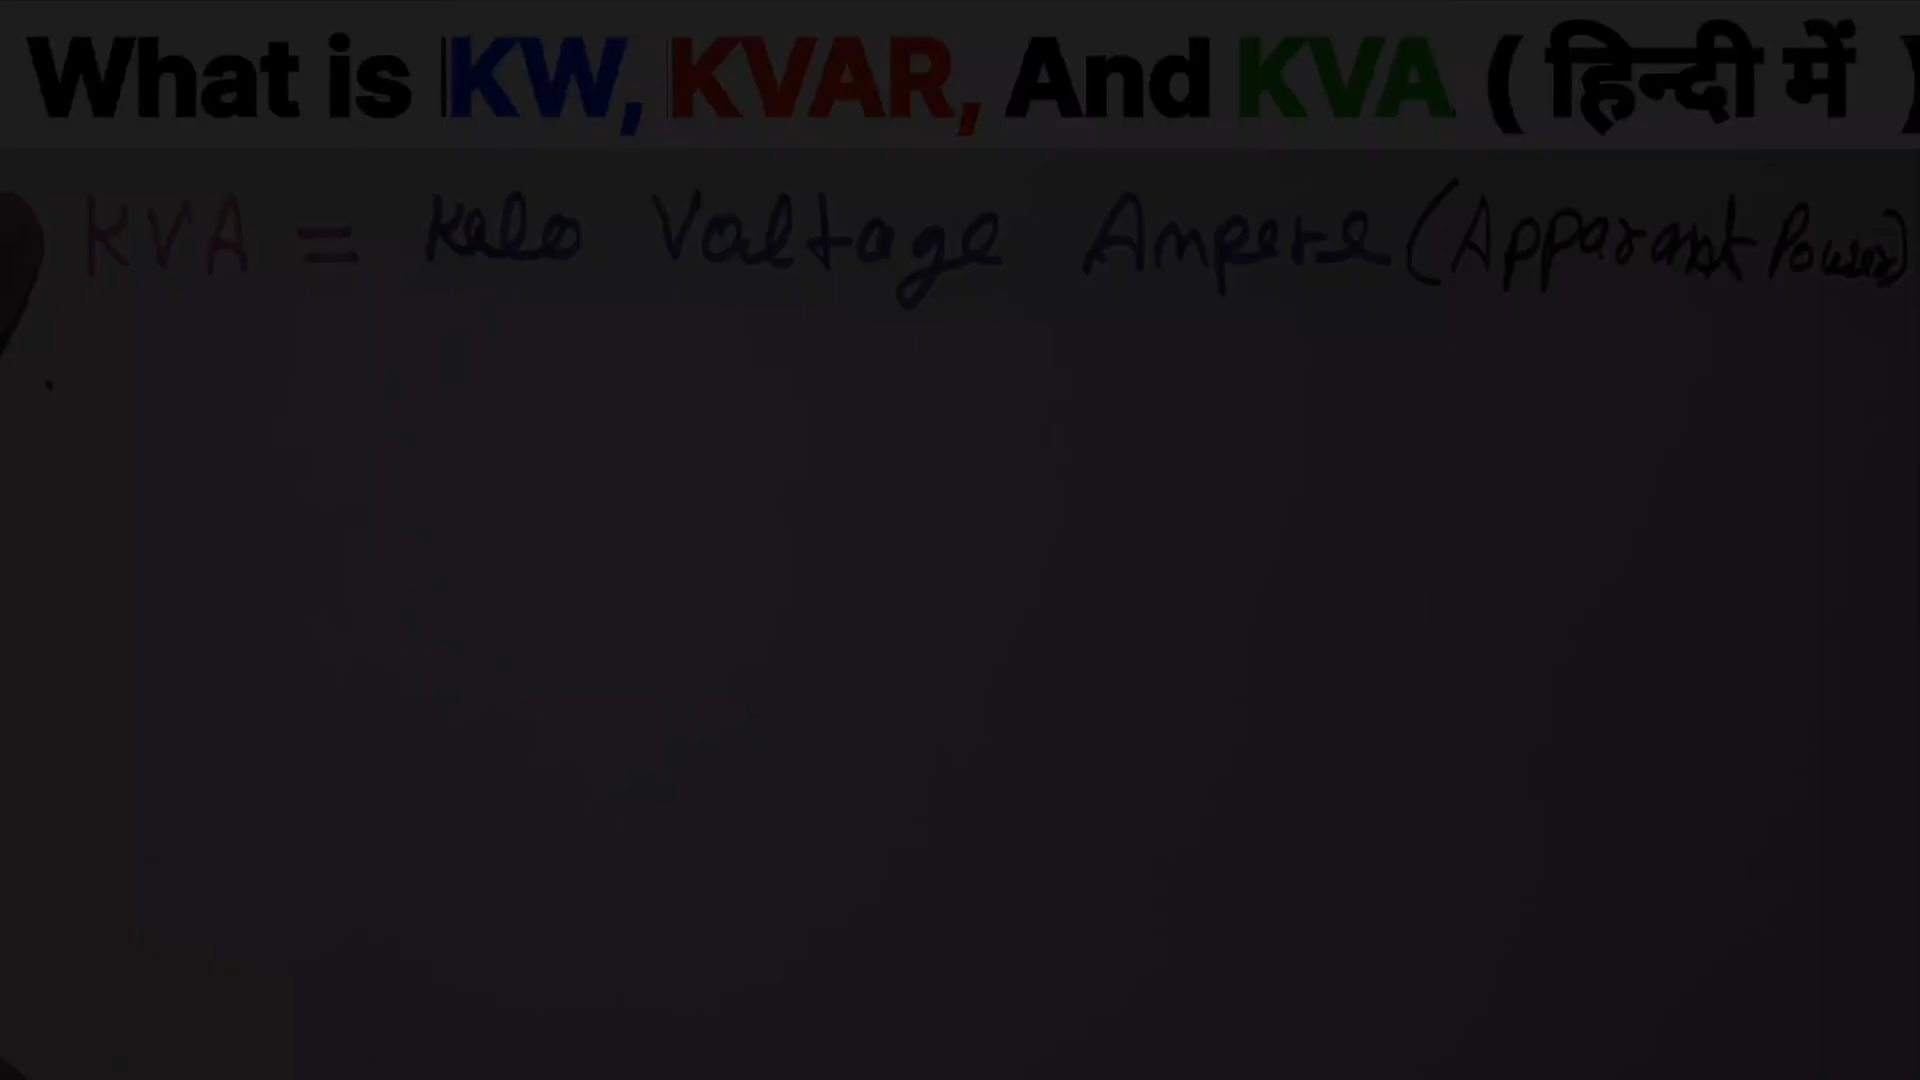 What is KW, KVAR, And KVA ( हिन्दी में )
KVA = Kelo Voltage Ampere (Apparant Power)